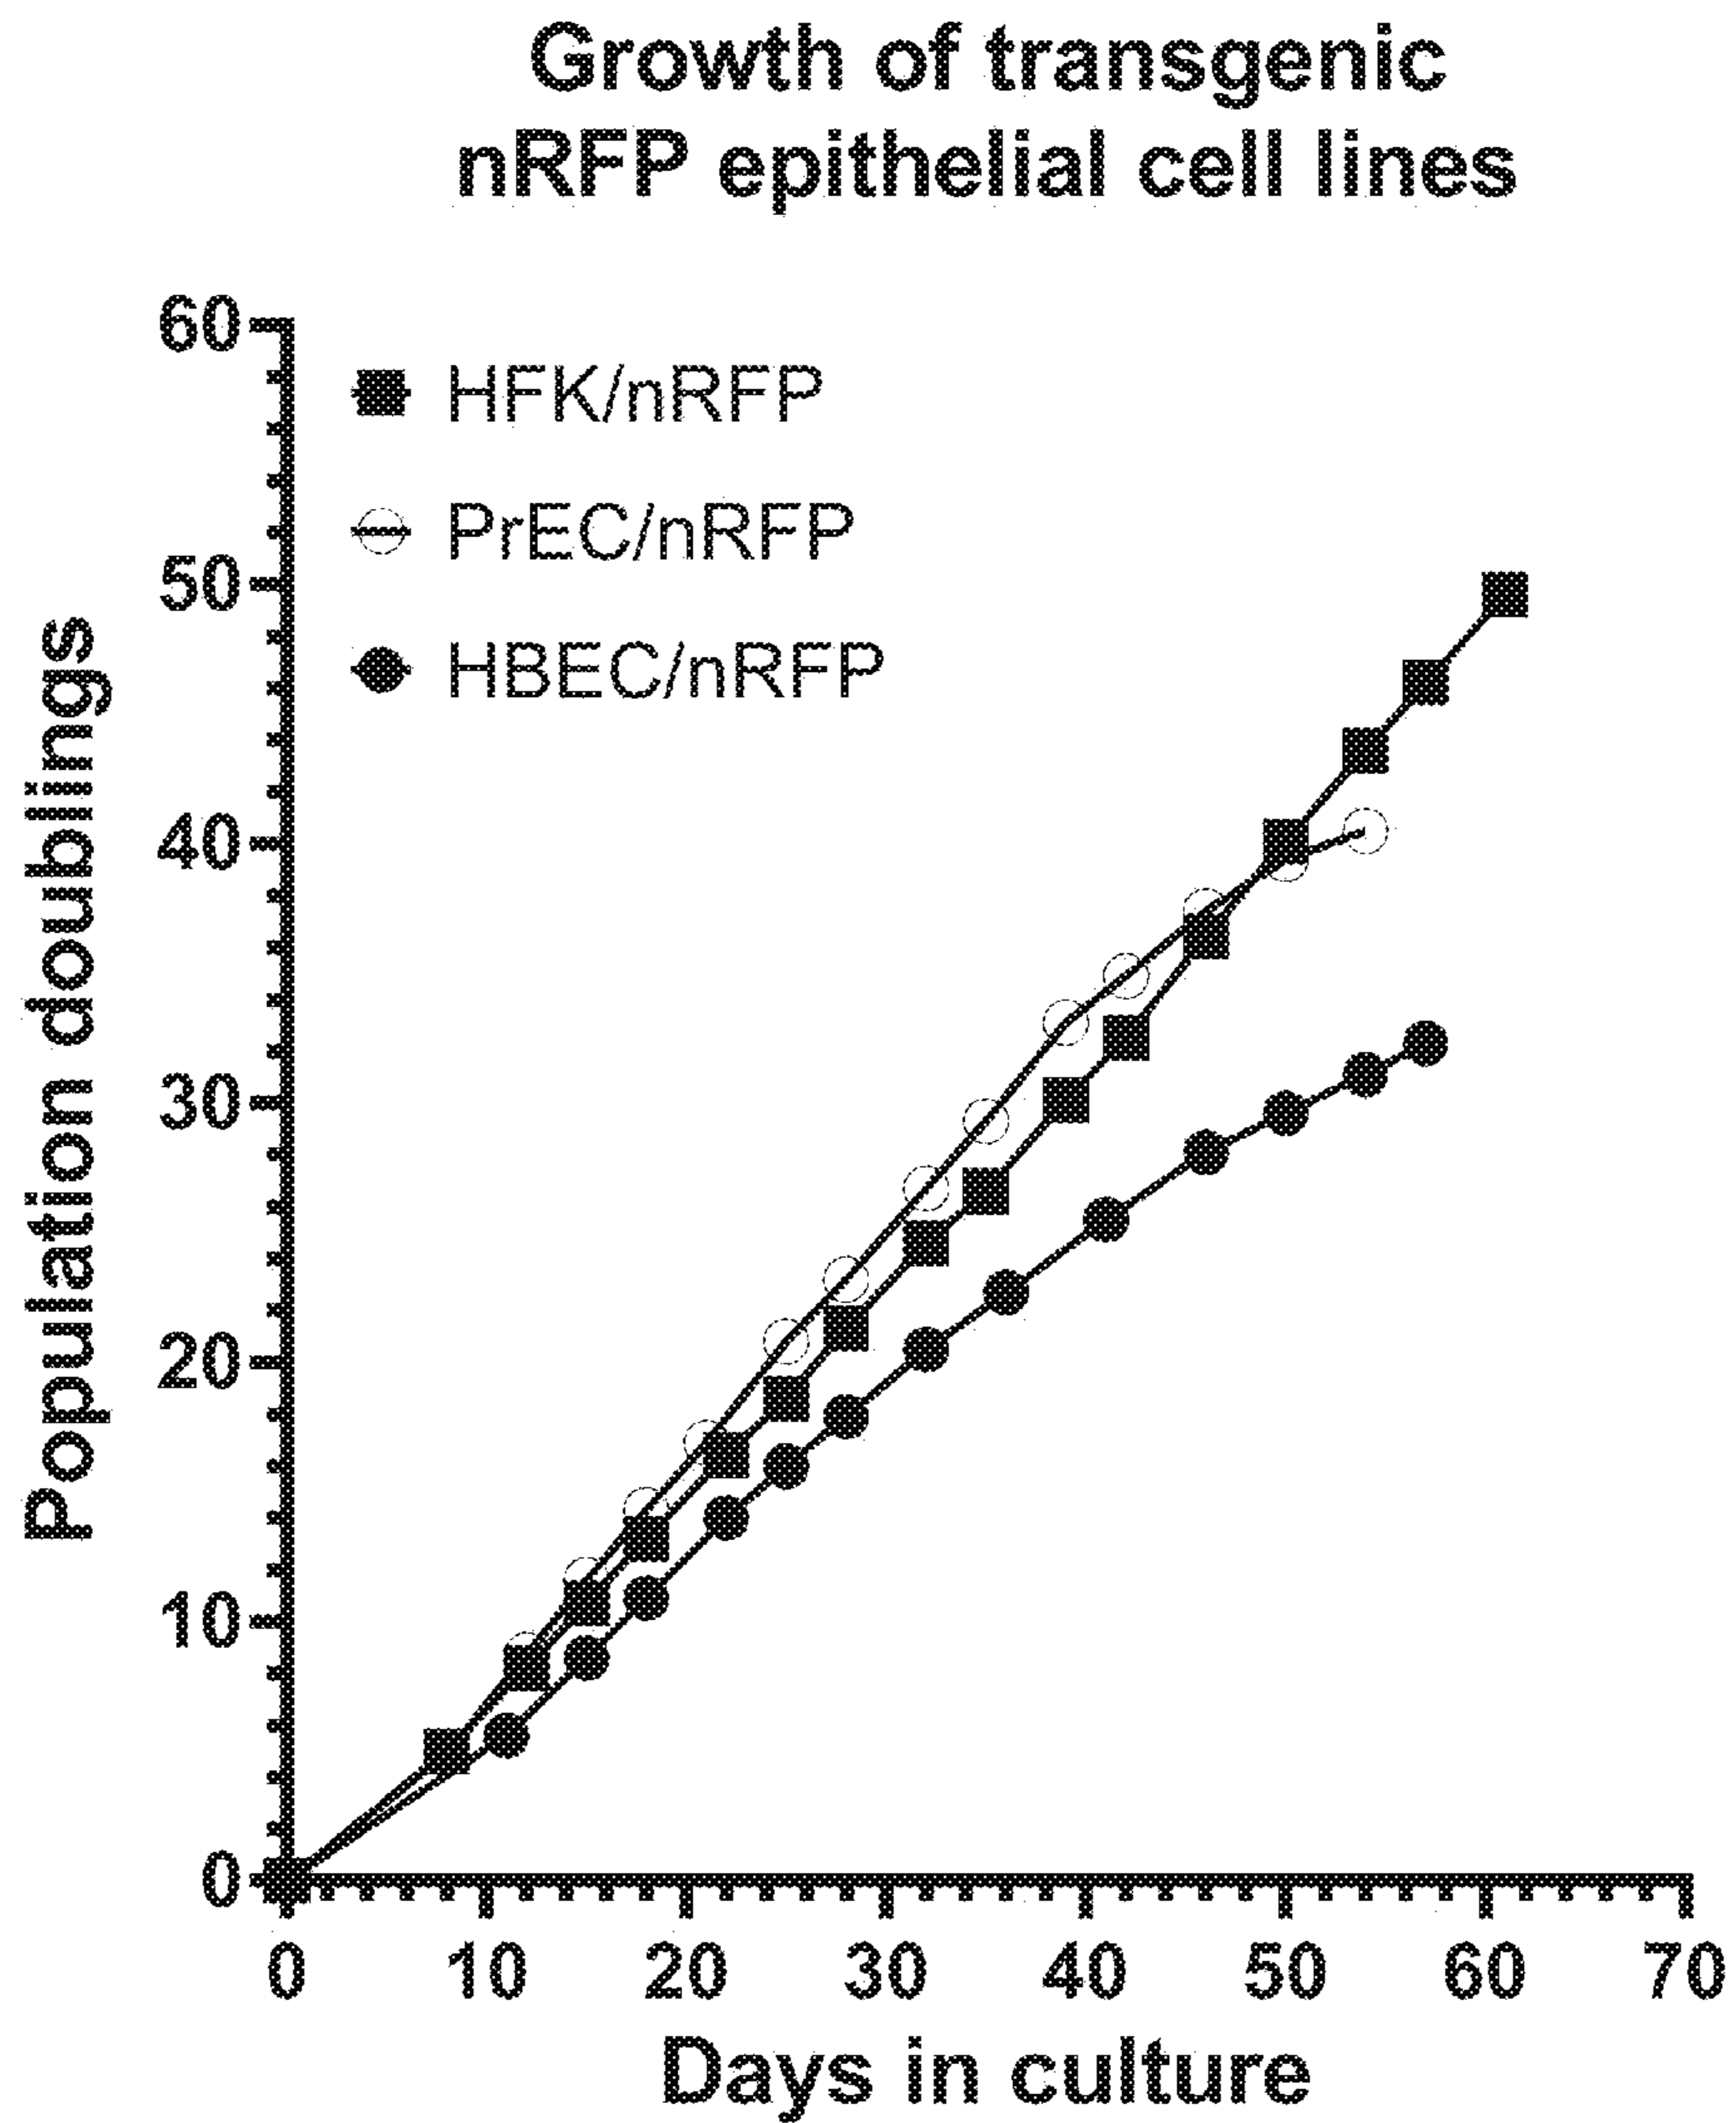 Growth of transgenic
nRFP epithelial cell lines
60
HFK/nRFP
PrEC/nRFP
50
HBEC/nRFP
40
30
20
10
0
Population doublings
0 10 20 30 40 50 60 70
Days in culture